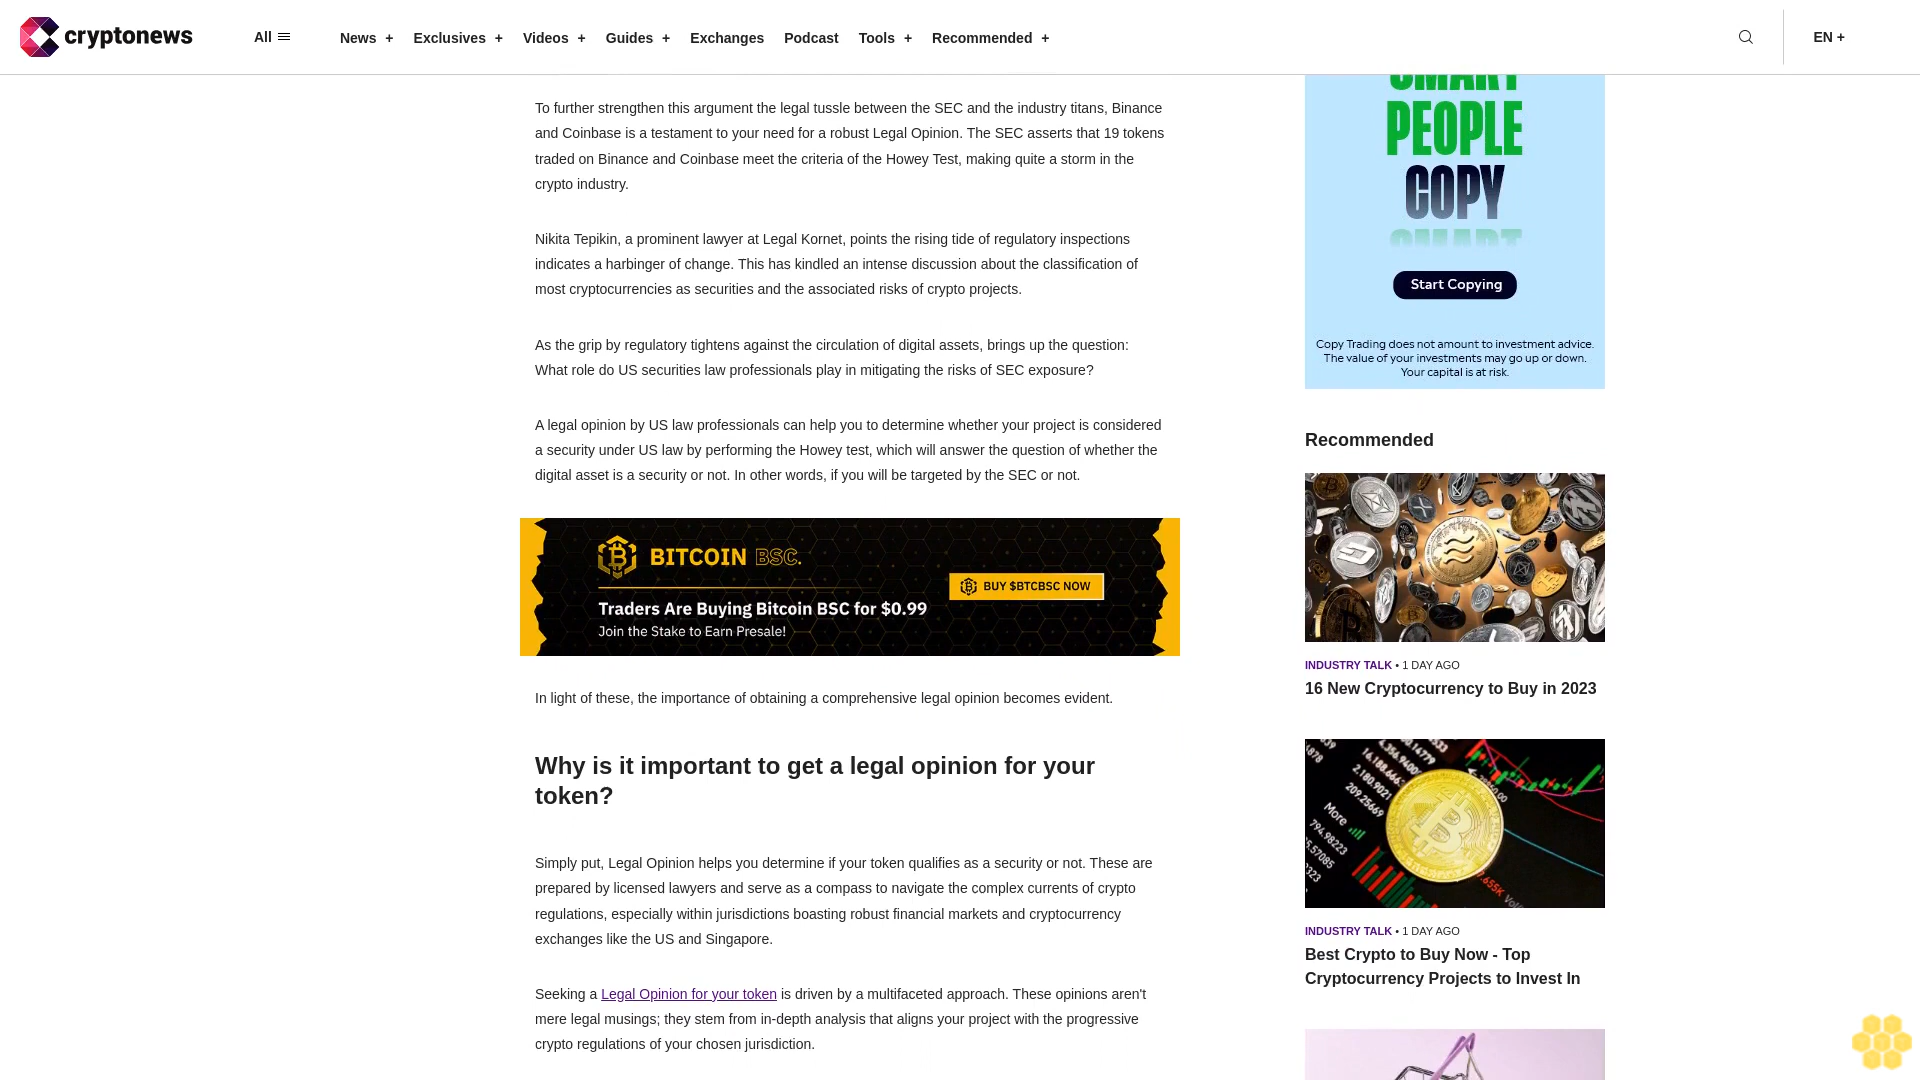 cryptonews
All
News +
Exclusives +
Videos +
Guides +
Exchanges
Podcast
Tools +
Recommended +
EN +
To further strengthen this argument the legal tussle between the SEC and the industry titans, Binance
and Coinbase is a testament to your need for a robust Legal Opinion. The SEC asserts that 19 tokens
traded on Binance and Coinbase meet the criteria of the Howey Test, making quite a storm in the
crypto industry.
Nikita Tepikin, a prominent lawyer at Legal Kornet, points the rising tide of regulatory inspections
indicates a harbinger of change. This has kindled an intense discussion about the classification of
most cryptocurrencies as securities and the associated risks of crypto projects.
As the grip by regulatory tightens against the circulation of digital assets, brings up the question:
What role do US securities law professionals play in mitigating the risks of SEC exposure?
A legal opinion by US law professionals can help you to determine whether your project is considered
a security under US law by performing the Howey test, which will answer the question of whether the
digital asset is a security or not. In other words, if you will be targeted by the SEC or not.
BITCOIN BSC.
Traders Are Buying Bitcoin BSC for $0.99
Join the Stake to Earn Presale!
BUY $BTCBSC NOW
In light of these, the importance of obtaining a comprehensive legal opinion becomes evident.
Why is it important to get a legal opinion for your
token?
Simply put, Legal Opinion helps you determine if your token qualifies as a security or not. These are
prepared by licensed lawyers and serve as a compass to navigate the complex currents of crypto
regulations, especially within jurisdictions boasting robust financial markets and cryptocurrency
exchanges like the US and Singapore.
Seeking a Legal Opinion for your token is driven by a multifaceted approach. These opinions aren't
mere legal musings; they stem from in-depth analysis that aligns your project with the progressive
crypto regulations of your chosen jurisdiction.
SMART
PEOPLE
COPY
SMART
Start Copying
Copy Trading does not amount to investment advice.
The value of your investments may go up or down.
Your capital is at risk.
Recommended
INDUSTRY TALK • 1 DAY AGO
16 New Cryptocurrency to Buy in 2023
More
INDUSTRY TALK • 1 DAY AGO
Best Crypto to Buy Now - Top
Cryptocurrency Projects to Invest In